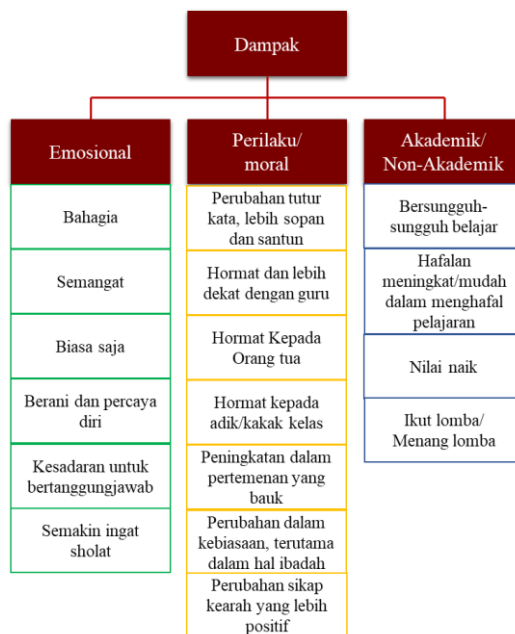 Dampak
Emosional
Bahagia
Semangat
Biasa saja
Berani dan percaya
diri
Kesadaran untuk
bertanggungjawab
Semakin ingat
sholat
Perilaku/
moral
Perubahan tutur
kata, lebih sopan
dan santun
Hormat dan lebih
dekat dengan guru
Hormat Kepada
Orang tua
Hormat kepada
adik/kakak kelas
Peningkatan dalam
pertemenan yang
bauk
Perubahan dalam
kebiasaan, terutama
dalam hal ibadah
Perubahan sikap
kearah yang lebih
positif
Akademik/
Non-Akademik
Bersungguh-
sungguh belajar
Hafalan
meningkat/mudah
dalam menghafal
pelajaran
Nilai naik
Ikut lomba/
Menang lomba